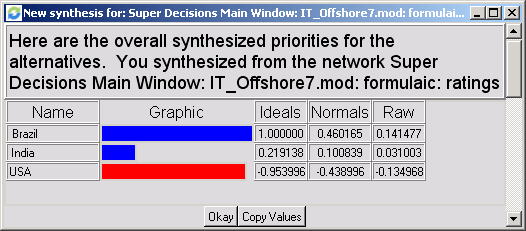 New synthesis for: Super Decisions Main Window: IT_Offshore7.mod: formulaic...
Here are the overall synthesized priorities for the
alternatives. You synthesized from the network Super
Decisions Main Window: IT_Offshore7.mod: formulaic: ratings
Name Graphic Ideals Normals Raw
Brazil 1.000000 0.460165 0.141477
India 0.219138 0.100839 0.031003
USA -0.953996 -0.438996 -0.134968
Okay Copy Values